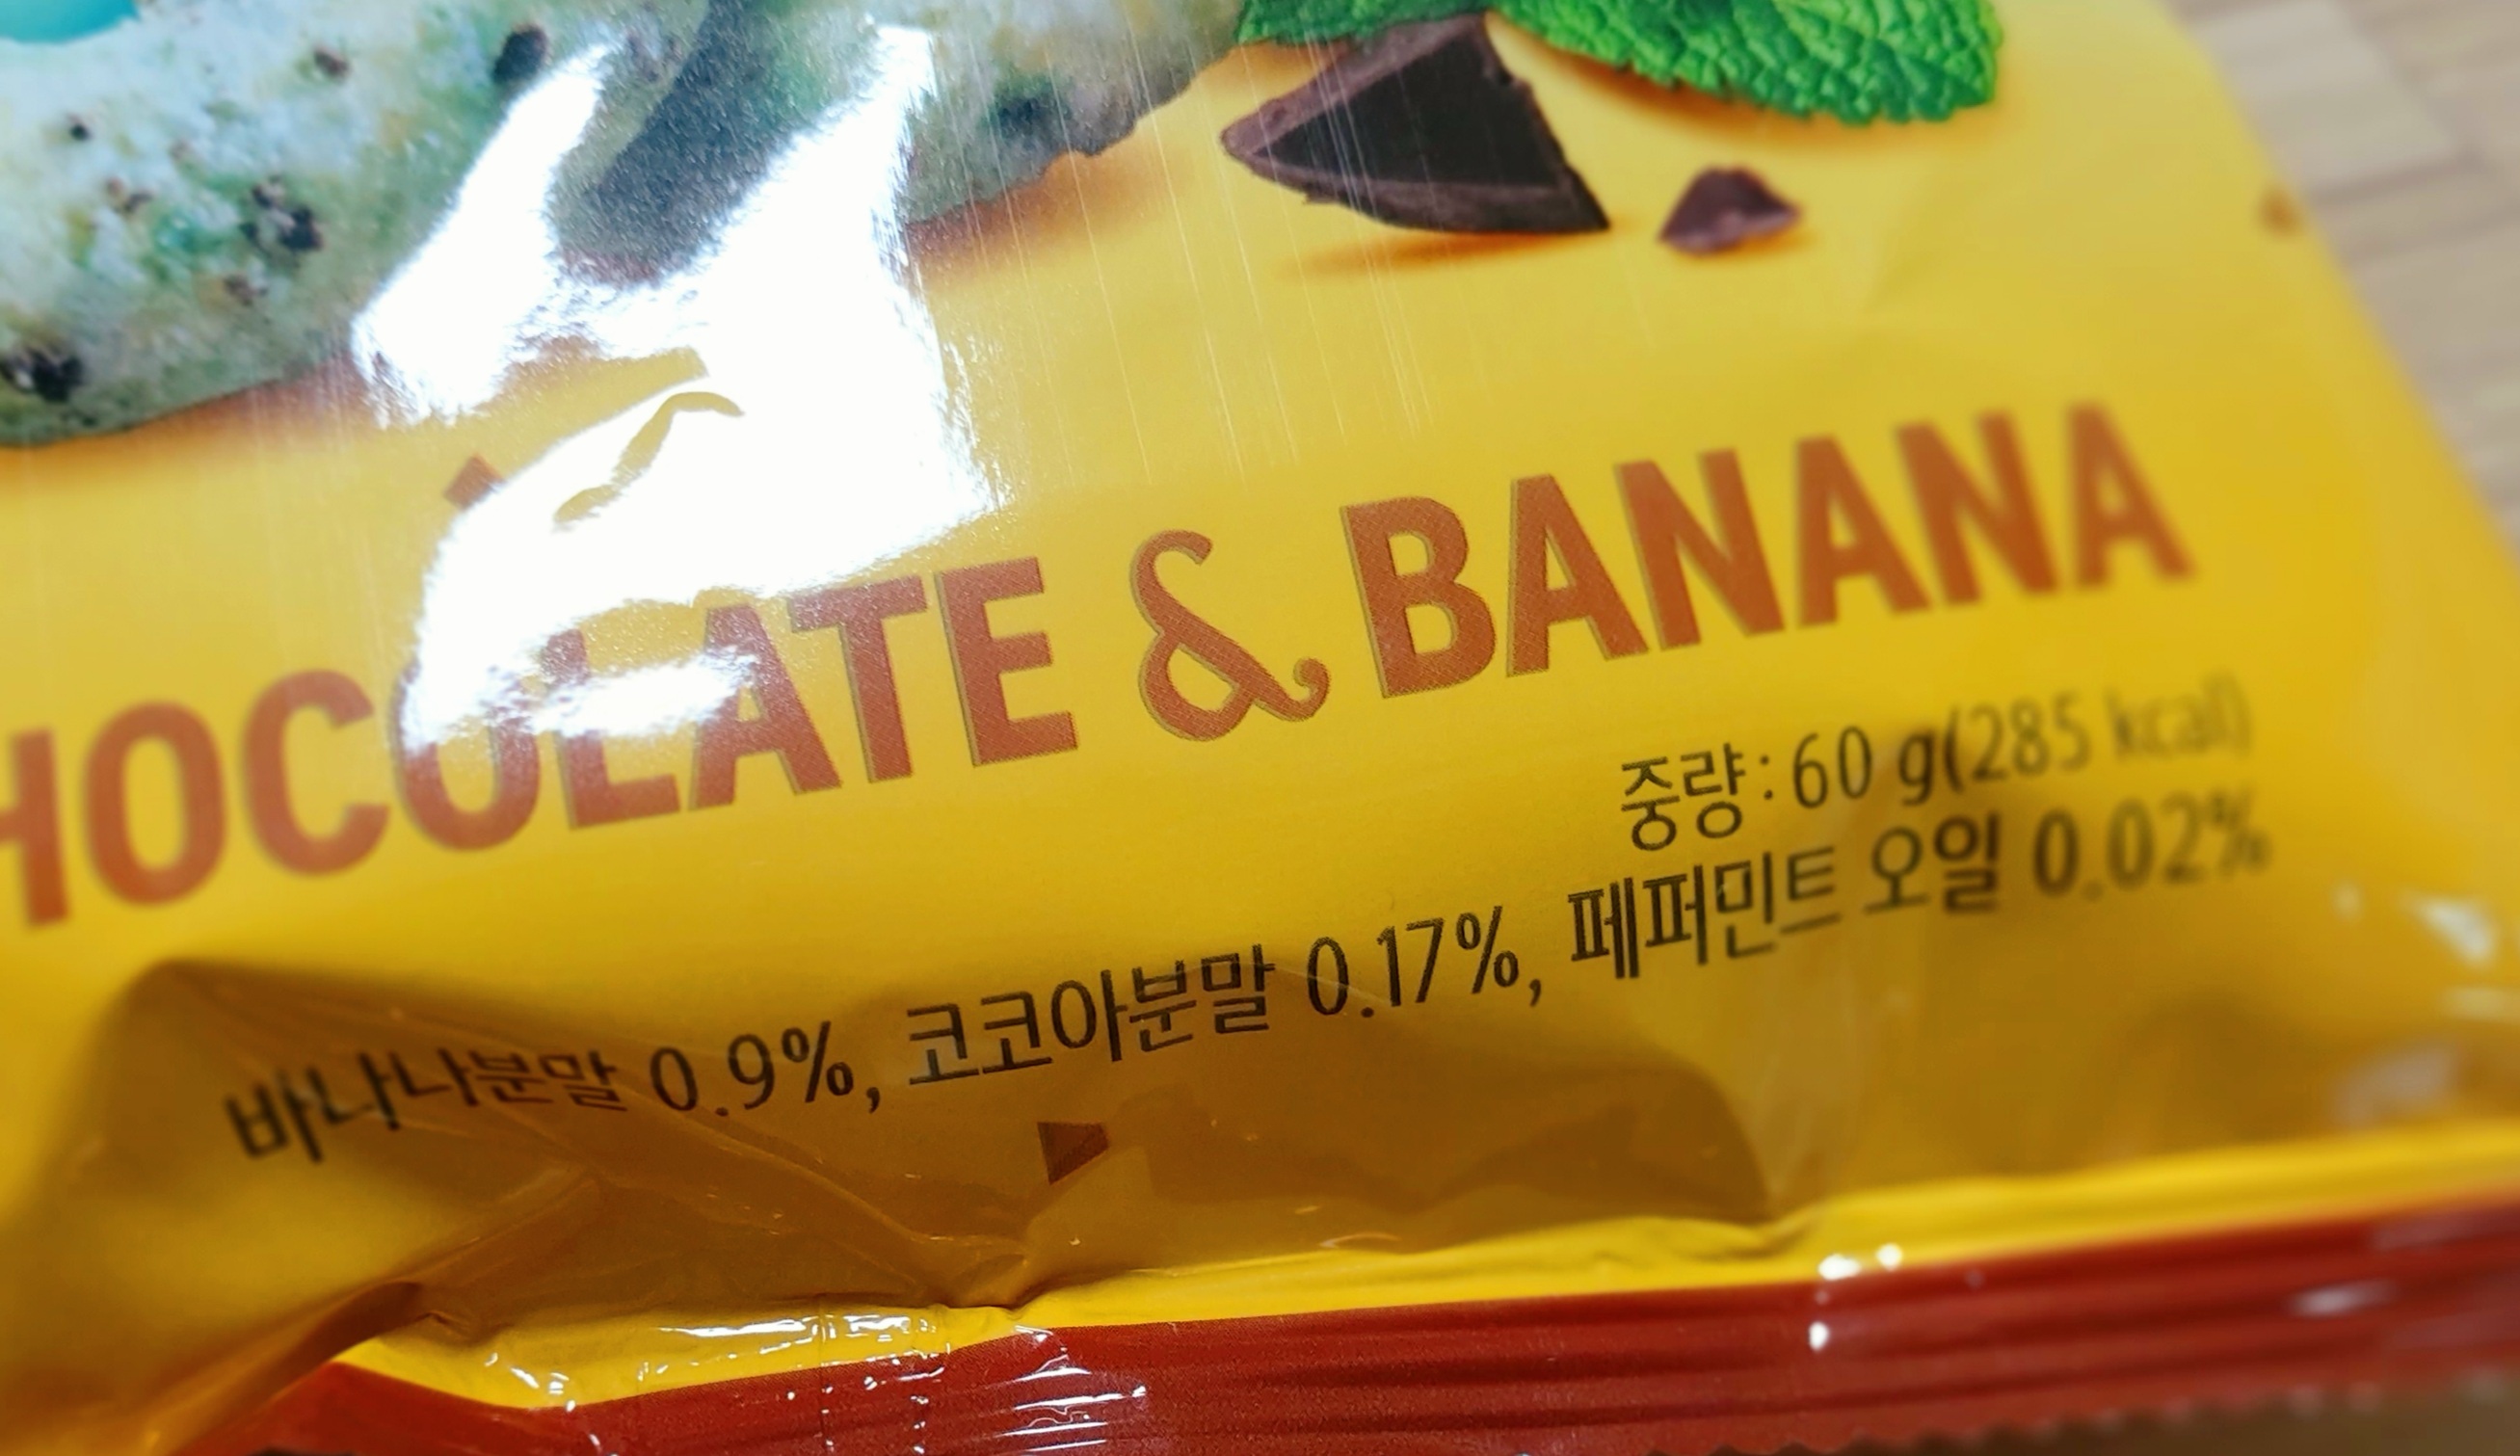 HOCOLATE & BANANA
중량 : 60 g(285 kcal)
바나나분말 0.9%, 코코아분말 0.17%, 페퍼민트 오일 0.02%